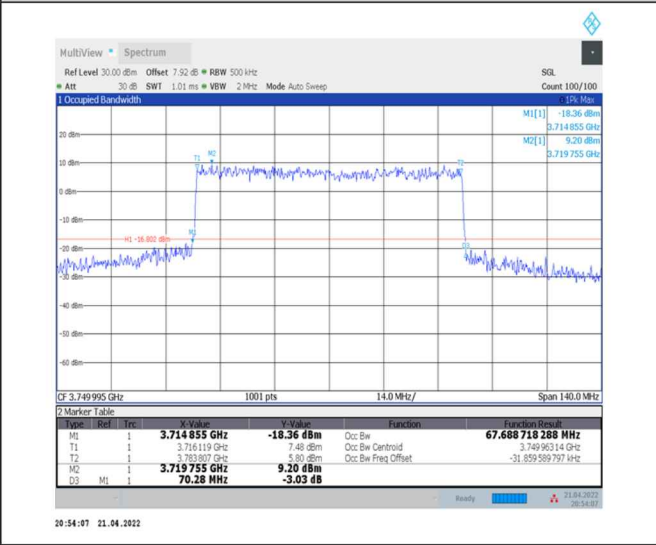 MultiView Spectrum
Ref Level 30.00 dBm Offset 7.92 dB RBW 500 kHz SGL
Att 30 dB SWT 1.01 ms VBW 2 MHz Mode Auto Sweep Count 100/100
1 Occupied Bandwidth 1Pk Max
M1[1] -18.36 dBm
3.714 855 GHz
M2[1] 9.20 dBm
3.719 755 GHz
20 dBm
T1 M2 T2
10 dBm
0 dBm
-10 dBm
H1 -16.802 dBm
M1
-20 dBm
D3
-30 dBm
-40 dBm
-50 dBm
-60 dBm
CF 3.749 995 GHz 1001 pts 14.0 MHz/ Span 140.0 MHz
2 Marker Table
Type Ref Trc X-Value Y-Value Function Function Result
M1 1 3.714 855 GHz -18.36 dBm Occ Bw 67.688 718 288 MHz
T1 1 3.716 119 GHz 7.48 dBm Occ Bw Centroid 3.749 963 14 GHz
T2 1 3.783 807 GHz 5.80 dBm Occ Bw Freq Offset -31.859 589 797 kHz
M2 1 3.719 755 GHz 9.20 dBm
D3 M1 1 70.28 MHz -3.03 dB
Ready 21.04.2022
20:54:07
20:54:07 21.04.2022